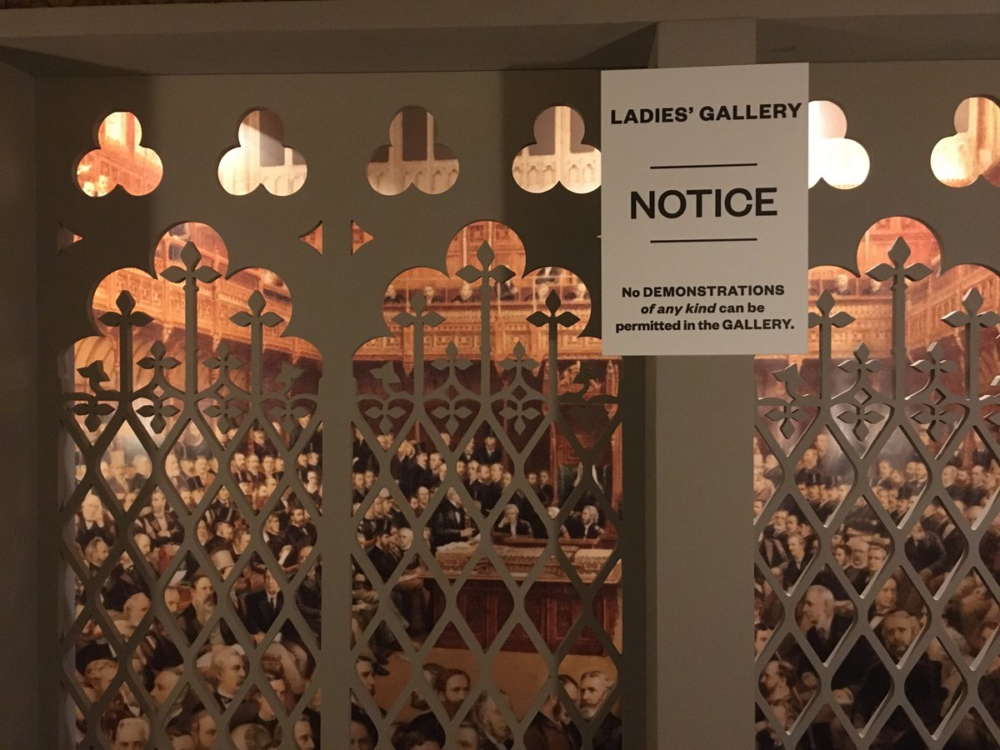 LADIES’ GALLERY
NOTICE
No DEMONSTRATIONS
of any kind can be
permitted in the GALLERY.